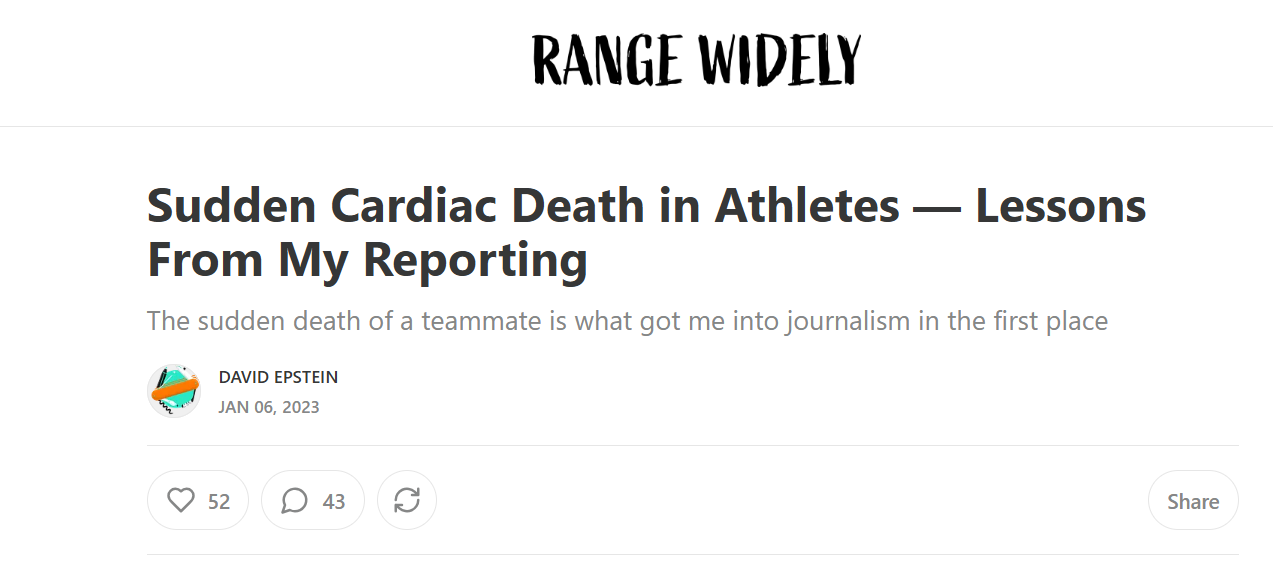 RANGE WIDELY
Sudden Cardiac Death in Athletes — Lessons
From My Reporting
The sudden death of a teammate is what got me into journalism in the first place
DAVID EPSTEIN
JAN 06, 2023
52
43
Share